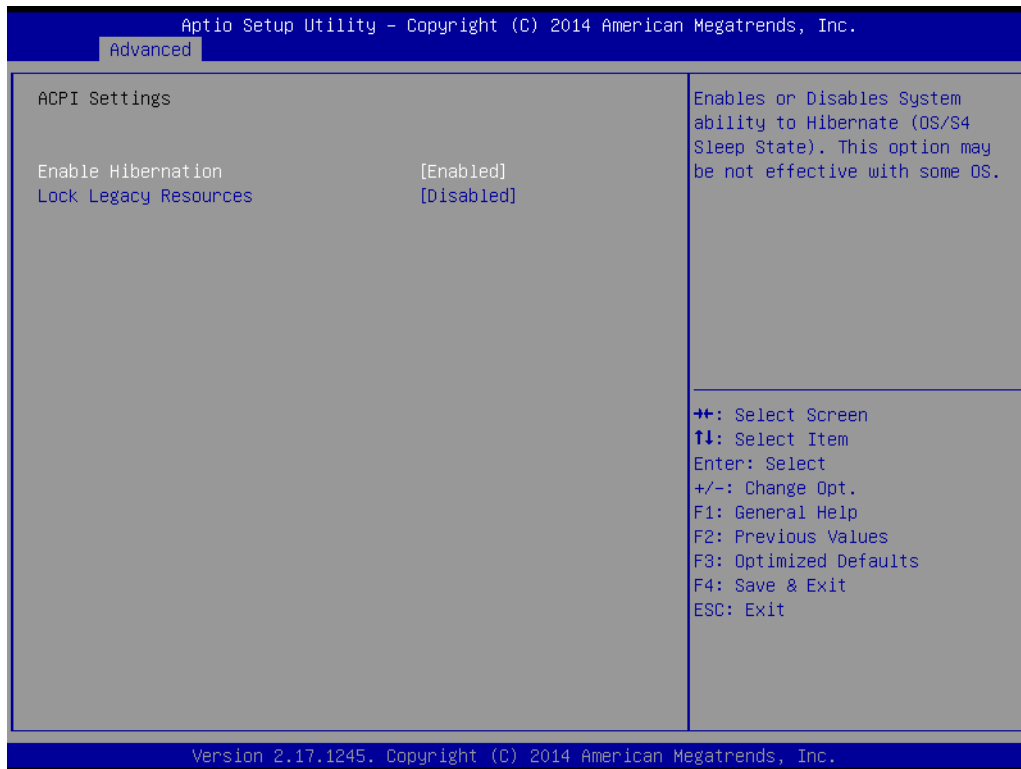 Aptio Setup Utility – Copyright (C) 2014 American Megatrends, Inc.
Advanced
ACPI Settings
Enable Hibernation [Enabled]
Lock Legacy Resources [Disabled]
Enables or Disables System
ability to Hibernate (OS/S4
Sleep State). This option may
be not effective with some OS.
→←: Select Screen
↑↓: Select Item
Enter: Select
+/-: Change Opt.
F1: General Help
F2: Previous Values
F3: Optimized Defaults
F4: Save & Exit
ESC: Exit
Version 2.17.1245. Copyright (C) 2014 American Megatrends, Inc.